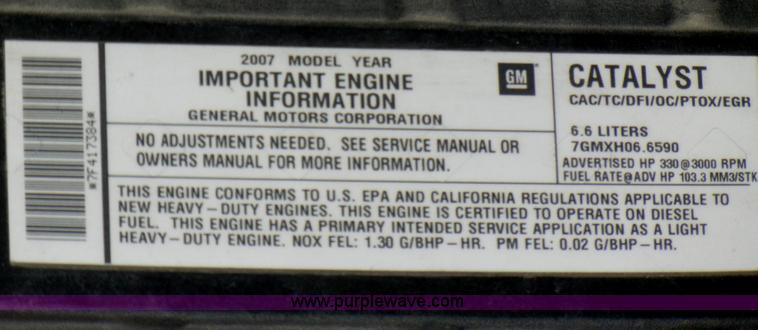 *7F417384*
2007 MODEL YEAR
IMPORTANT ENGINE
INFORMATION
GENERAL MOTORS CORPORATION
GM
NO ADJUSTMENTS NEEDED. SEE SERVICE MANUAL OR
OWNERS MANUAL FOR MORE INFORMATION.
CATALYST
CAC/TC/DFI/OC/PTOX/EGR
6.6 LITERS
7GMXH06.6590
ADVERTISED HP 330@3000 RPM
FUEL RATE@ADV HP 103.3 MM3/STK
THIS ENGINE CONFORMS TO U.S. EPA AND CALIFORNIA REGULATIONS APPLICABLE TO
NEW HEAVY-DUTY ENGINES. THIS ENGINE IS CERTIFIED TO OPERATE ON DIESEL
FUEL. THIS ENGINE HAS A PRIMARY INTENDED SERVICE APPLICATION AS A LIGHT
HEAVY-DUTY ENGINE. NOX FEL: 1.30 G/BHP-HR. PM FEL: 0.02 G/BHP-HR.
www.purplewave.com